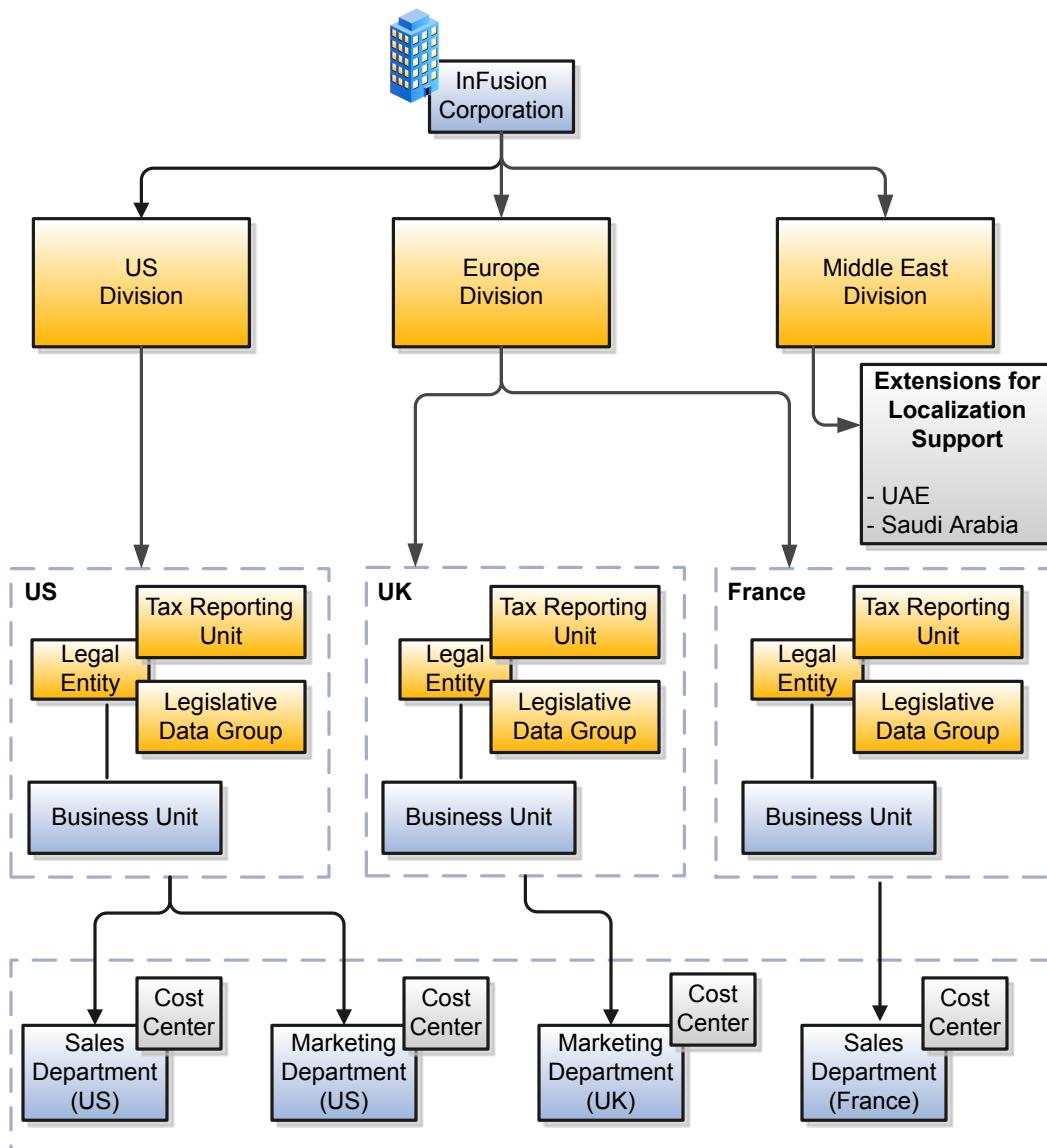 InFusion
Corporation
US
Division
Europe
Division
Middle East
Division
Extensions for
Localization
Support
- UAE
- Saudi Arabia
US
Tax Reporting
Unit
Legal
Entity
Legislative
Data Group
Business Unit
UK
Tax Reporting
Unit
Legal
Entity
Legislative
Data Group
Business Unit
France
Tax Reporting
Unit
Legal
Entity
Legislative
Data Group
Business Unit
Cost
Center
Sales
Department
(US)
Cost
Center
Marketing
Department
(US)
Cost
Center
Marketing
Department
(UK)
Cost
Center
Sales
Department
(France)